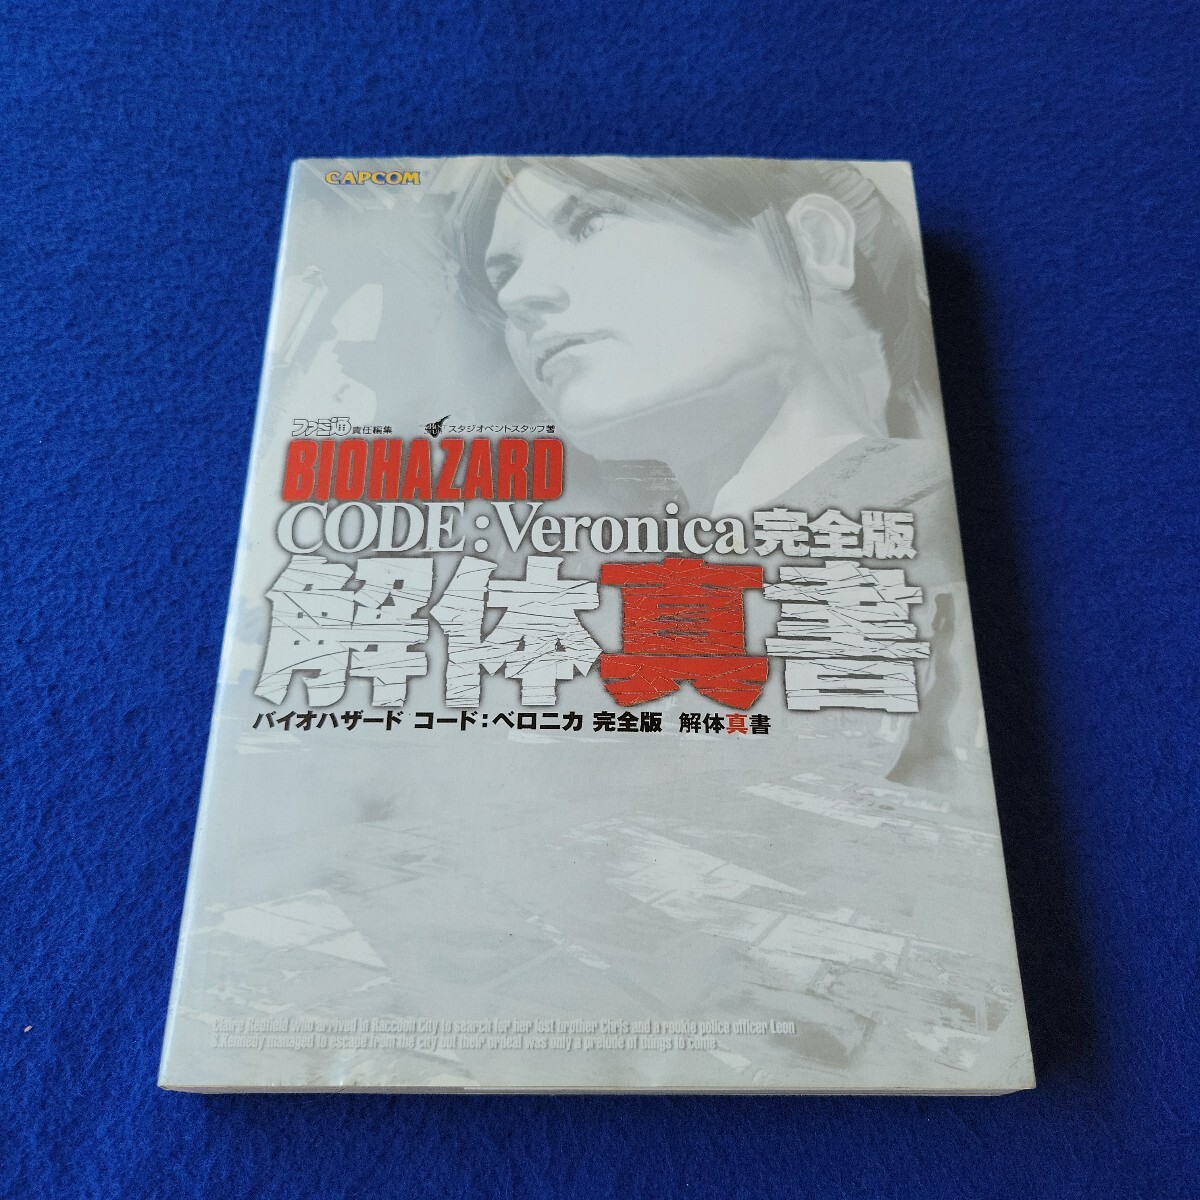 CAPCOM
ファミ通 責任編集 スタジオベントスタッフ著
BIOHAZARD
CODE:Veronica完全版
解体真書
バイオハザード コード:ベロニカ 完全版 解体真書
Claire Redfield who arrived in Raccoon City to search for her lost brother Chris and a rookie police officer Leon
S.Kennedy managed to escape from the city but their ordeal was only a prelude of things to come